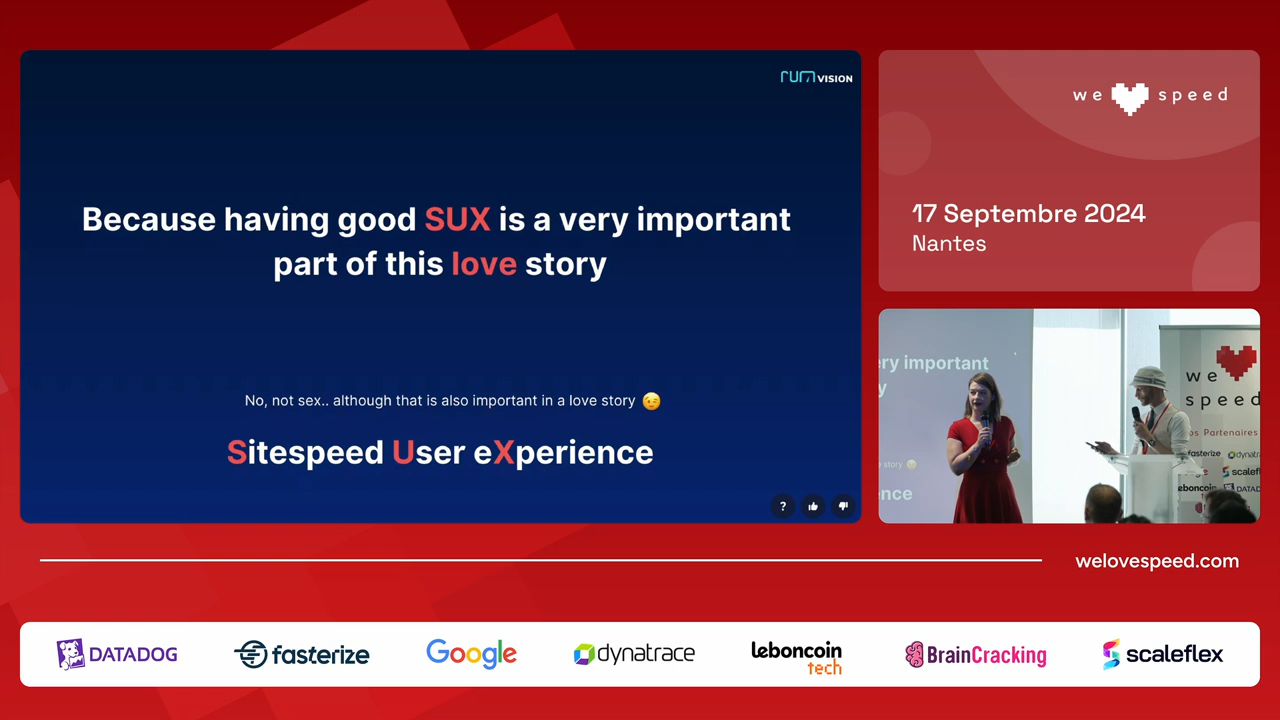 rum VISION
Because having good SUX is a very important
part of this love story
No, not sex.. although that is also important in a love story 😉
Sitespeed User eXperience
?
we speed
17 Septembre 2024
Nantes
ery important
y
e story
nce
we
speed
os Partenaires
fasterize dynatr
scalefl
leboncoin DATAD
welovespeed.com
DATADOG
fasterize
Google
dynatrace
leboncoin
tech
BrainCracking
scaleflex